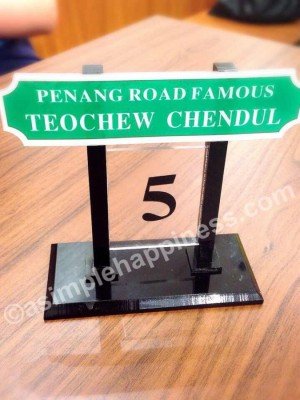 PENANG ROAD FAMOUS
TEOCHEW CHENDUL
5
©asimplehappiness.com